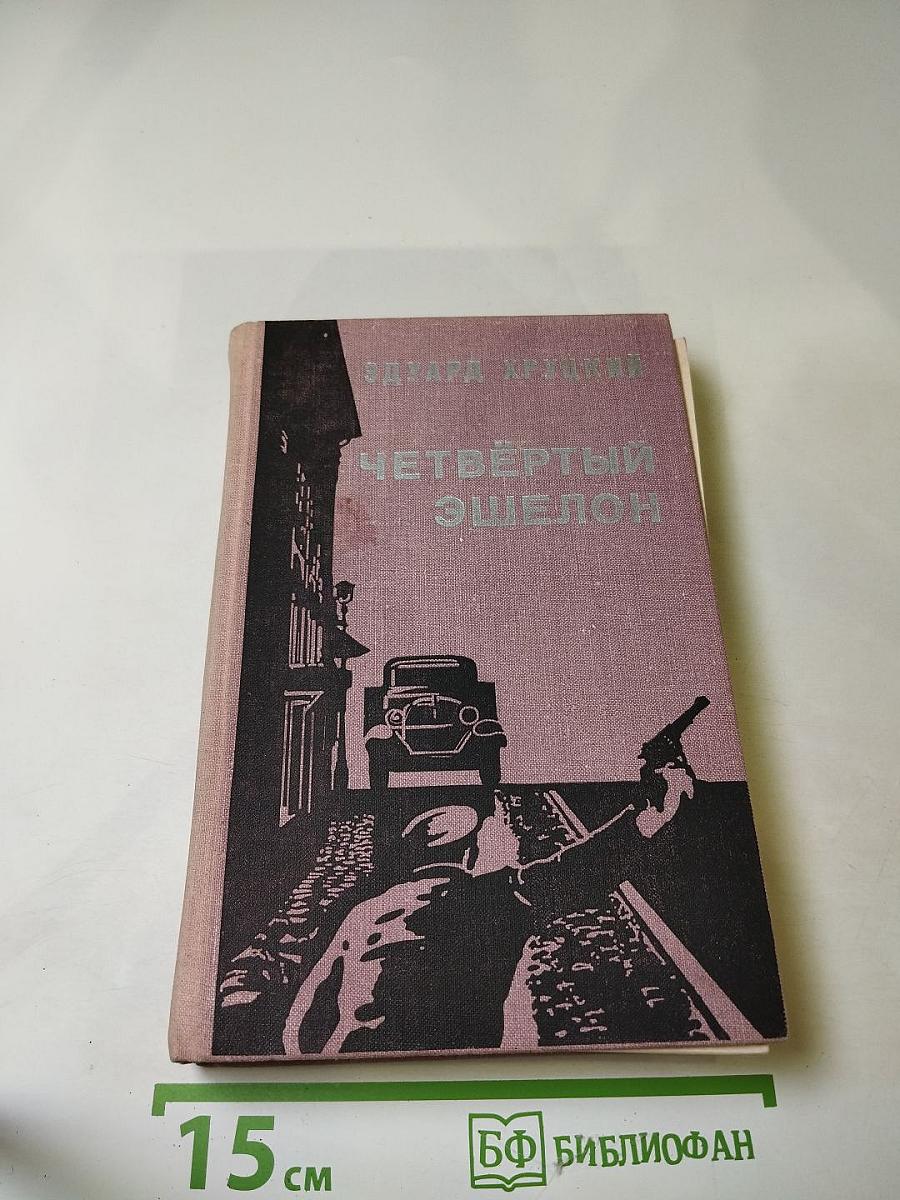 ЭДУАРД ХРУЦКИЙ
ЧЕТВЁРТЫЙ
ЭШЕЛОН
15 см
БФ БИБЛИОФАН